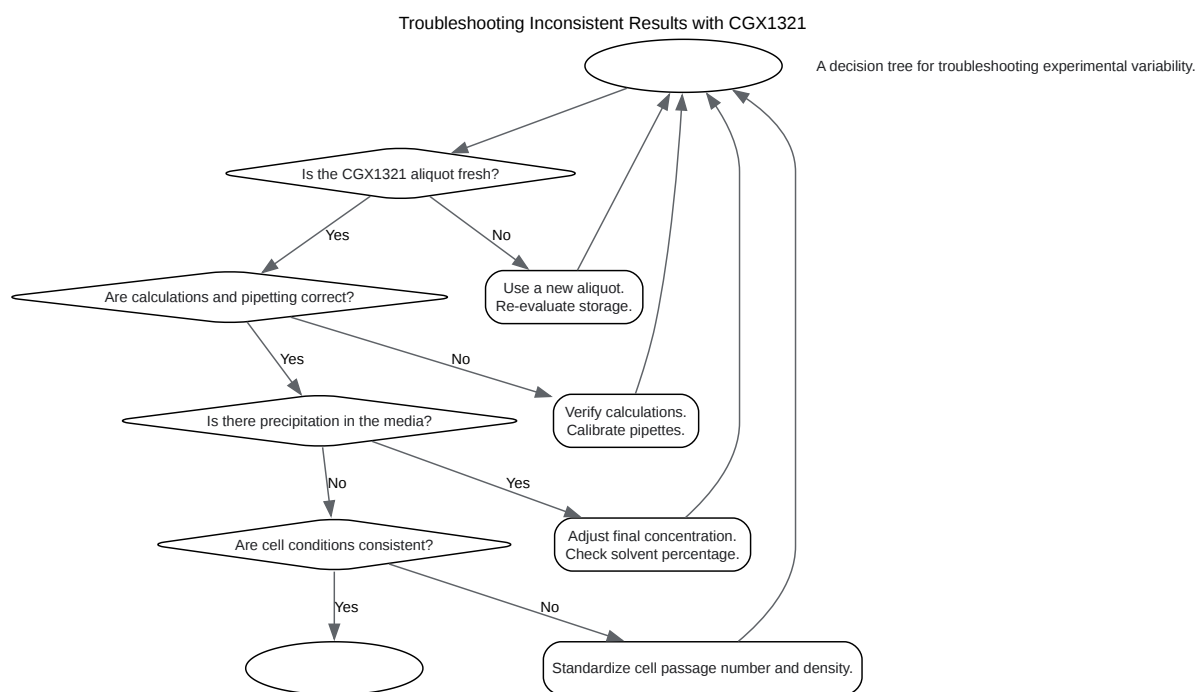 Troubleshooting Inconsistent Results with CGX1321
A decision tree for troubleshooting experimental variability.
Is the CGX1321 aliquot fresh?
Yes
No
Use a new aliquot.
Re-evaluate storage.
Are calculations and pipetting correct?
Yes
No
Verify calculations.
Calibrate pipettes.
Is there precipitation in the media?
No
Yes
Adjust final concentration.
Check solvent percentage.
Are cell conditions consistent?
Yes
No
Standardize cell passage number and density.